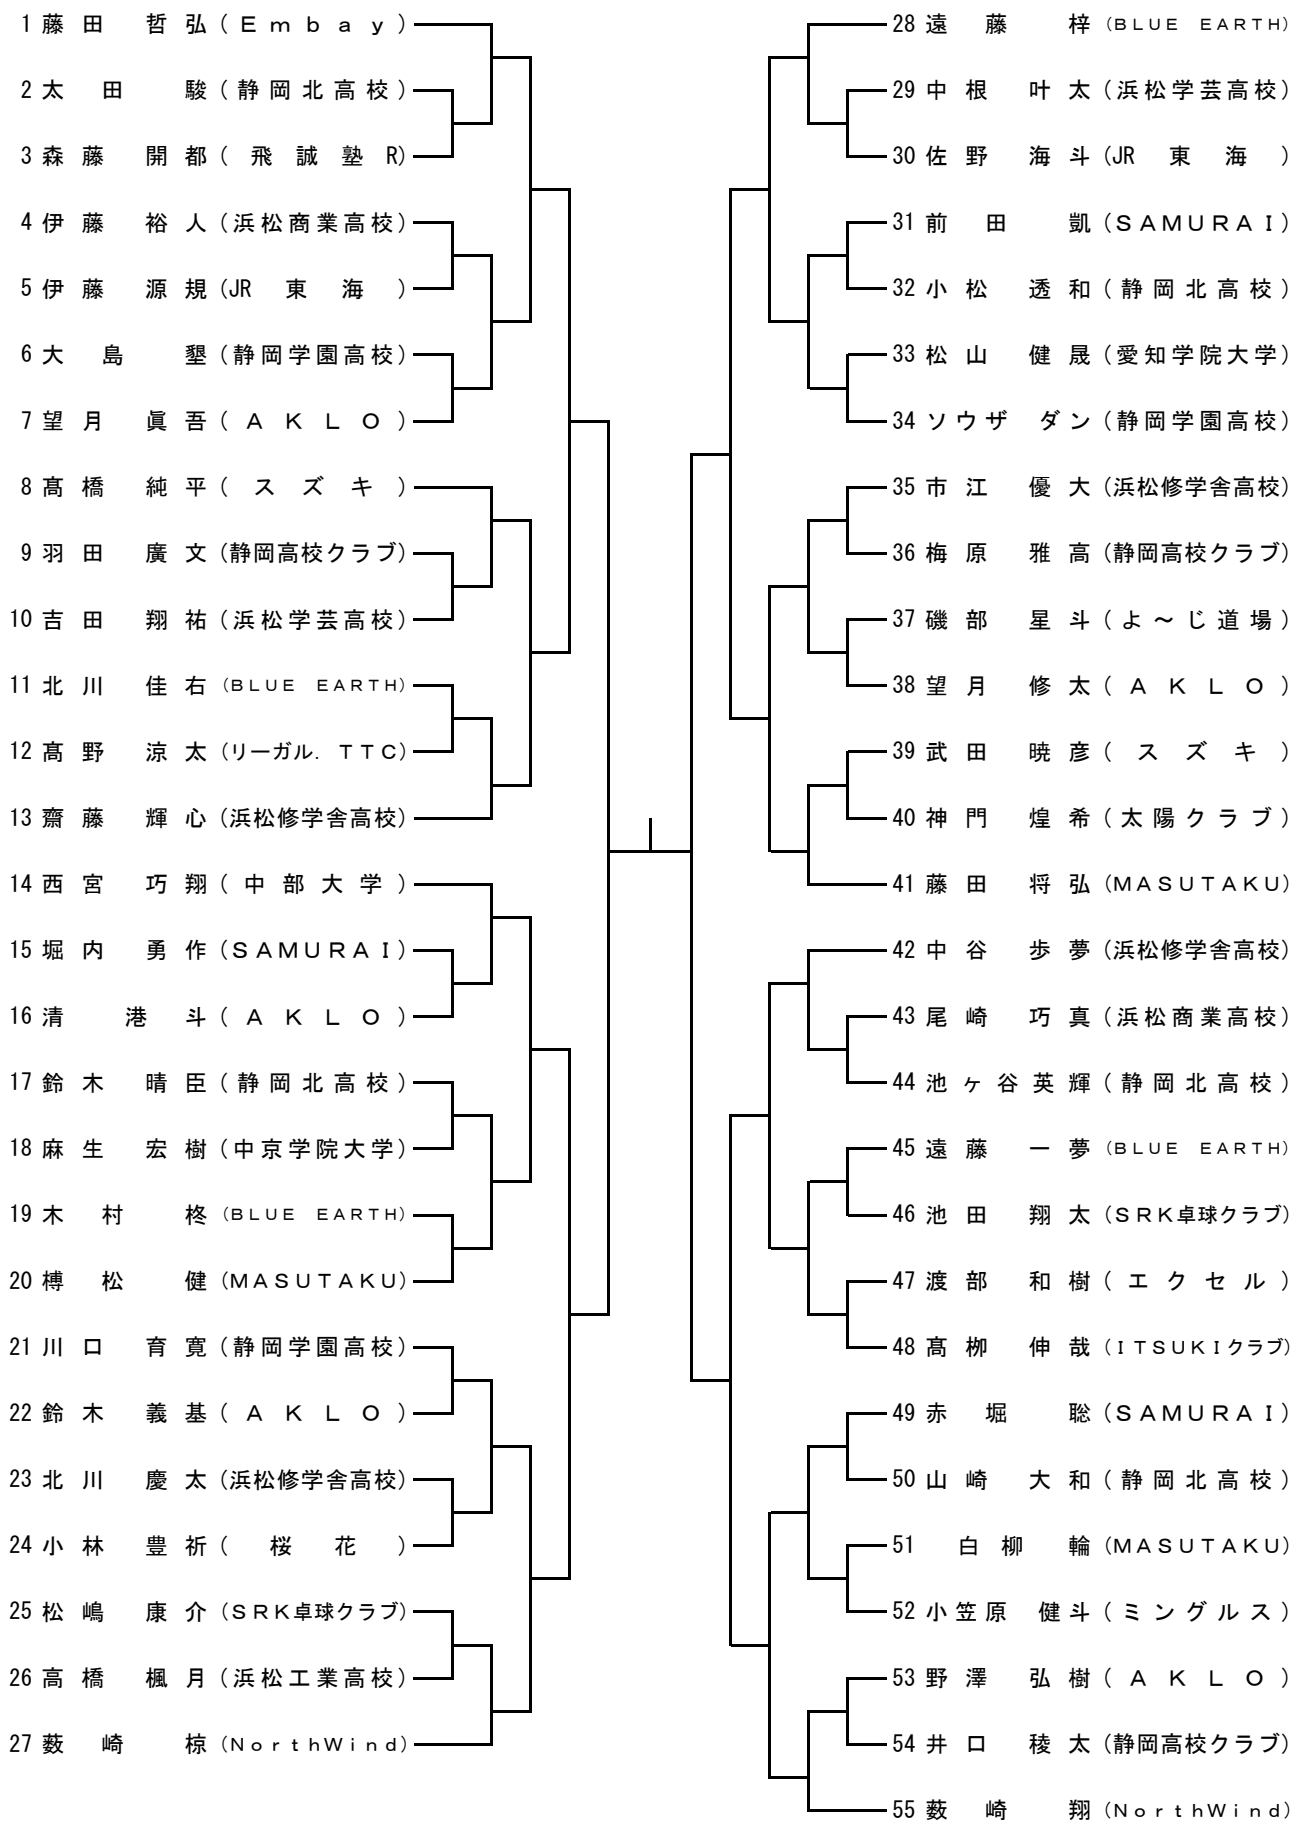 1 藤田 哲弘 (Embay)
2 太田 駿 (静岡北高校)
3 森藤 開都 (飛誠塾R)
4 伊藤 裕人 (浜松商業高校)
5 伊藤 源規 (JR東海)
6 大島 墾 (静岡学園高校)
7 望月 眞吾 (AKLO)
8 髙橋 純平 (スズキ)
9 羽田 廣文 (静岡高校クラブ)
10 吉田 翔祐 (浜松学芸高校)
11 北川 佳右 (BLUE EARTH)
12 髙野 涼太 (リーガル.TTC)
13 齋藤 輝心 (浜松修学舎高校)
14 西宮 巧翔 (中部大学)
15 堀内 勇作 (SAMURAI)
16 清 港斗 (AKLO)
17 鈴木 晴臣 (静岡北高校)
18 麻生 宏樹 (中京学院大学)
19 木村 柊 (BLUE EARTH)
20 榑松 健 (MASUTAKU)
21 川口 育寛 (静岡学園高校)
22 鈴木 義基 (AKLO)
23 北川 慶太 (浜松修学舎高校)
24 小林 豊祈 (桜花)
25 松嶋 康介 (SRK卓球クラブ)
26 高橋 楓月 (浜松工業高校)
27 薮崎 椋 (NorthWind)
28 遠藤 梓 (BLUE EARTH)
29 中根 叶太 (浜松学芸高校)
30 佐野 海斗 (JR東海)
31 前田 凱 (SAMURAI)
32 小松 透和 (静岡北高校)
33 松山 健晟 (愛知学院大学)
34 ソウザ ダン (静岡学園高校)
35 市江 優大 (浜松修学舎高校)
36 梅原 雅高 (静岡高校クラブ)
37 磯部 星斗 (よ～じ道場)
38 望月 修太 (AKLO)
39 武田 暁彦 (スズキ)
40 神門 煌希 (太陽クラブ)
41 藤田 将弘 (MASUTAKU)
42 中谷 歩夢 (浜松修学舎高校)
43 尾崎 巧真 (浜松商業高校)
44 池ヶ谷英輝 (静岡北高校)
45 遠藤 一夢 (BLUE EARTH)
46 池田 翔太 (SRK卓球クラブ)
47 渡部 和樹 (エクセル)
48 髙栁 伸哉 (ITSUKIクラブ)
49 赤堀 聡 (SAMURAI)
50 山崎 大和 (静岡北高校)
51 白柳 輪 (MASUTAKU)
52 小笠原 健斗 (ミングルス)
53 野澤 弘樹 (AKLO)
54 井口 稜太 (静岡高校クラブ)
55 薮崎 翔 (NorthWind)